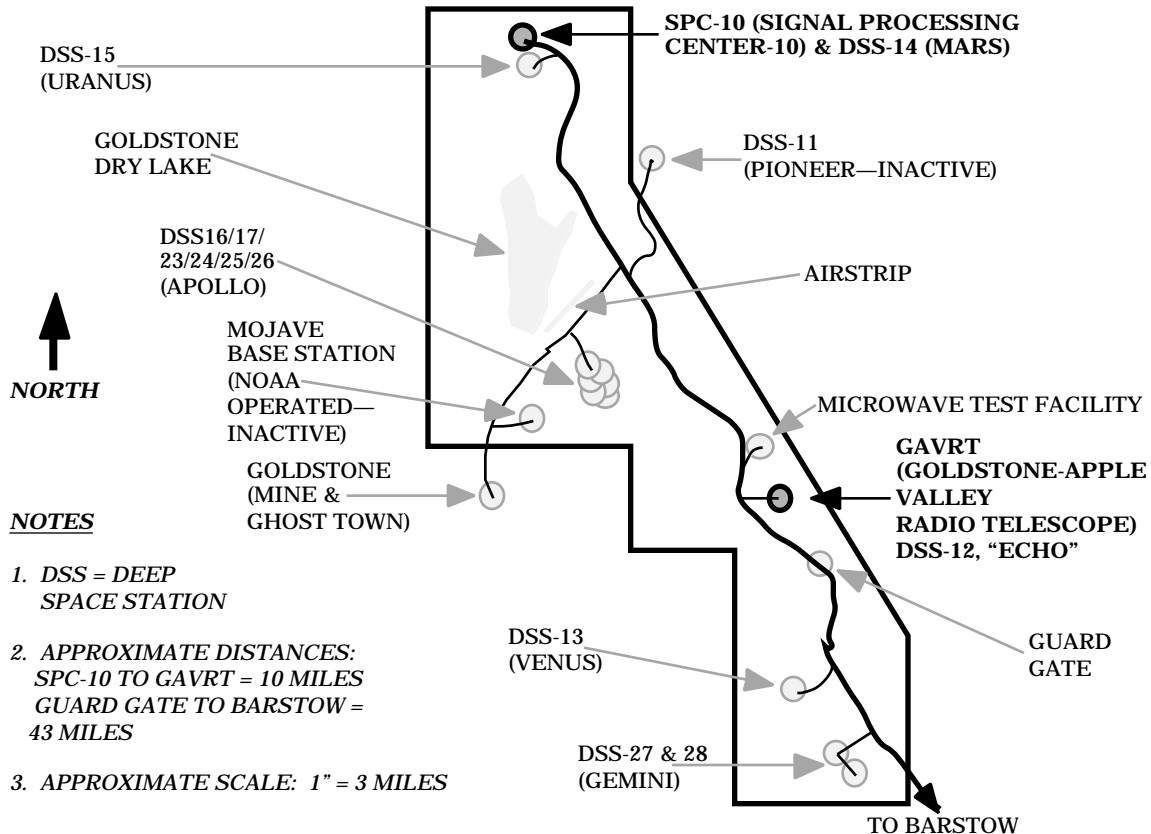 SPC-10 (SIGNAL PROCESSING
CENTER-10) & DSS-14 (MARS)
DSS-15
(URANUS)
GOLDSTONE
DRY LAKE
DSS-11
(PIONEER—INACTIVE)
DSS16/17/
23/24/25/26
(APOLLO)
AIRSTRIP
NORTH
MOJAVE
BASE STATION
(NOAA
OPERATED—
INACTIVE)
MICROWAVE TEST FACILITY
GOLDSTONE
(MINE &
GHOST TOWN)
GAVRT
(GOLDSTONE-APPLE
VALLEY
RADIO TELESCOPE)
DSS-12, “ECHO”
NOTES
1. DSS = DEEP
SPACE STATION
2. APPROXIMATE DISTANCES:
SPC-10 TO GAVRT = 10 MILES
GUARD GATE TO BARSTOW =
43 MILES
3. APPROXIMATE SCALE: 1” = 3 MILES
DSS-13
(VENUS)
GUARD
GATE
DSS-27 & 28
(GEMINI)
TO BARSTOW